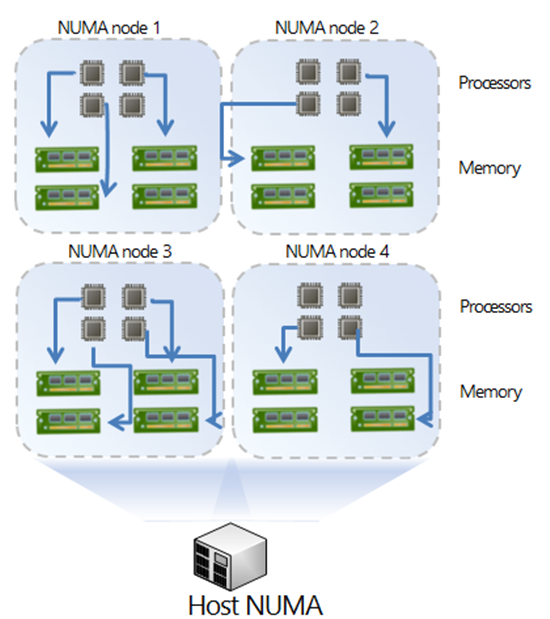 NUMA node 1
NUMA node 2
Processors
Memory
NUMA node 3
NUMA node 4
Processors
Memory
Host NUMA